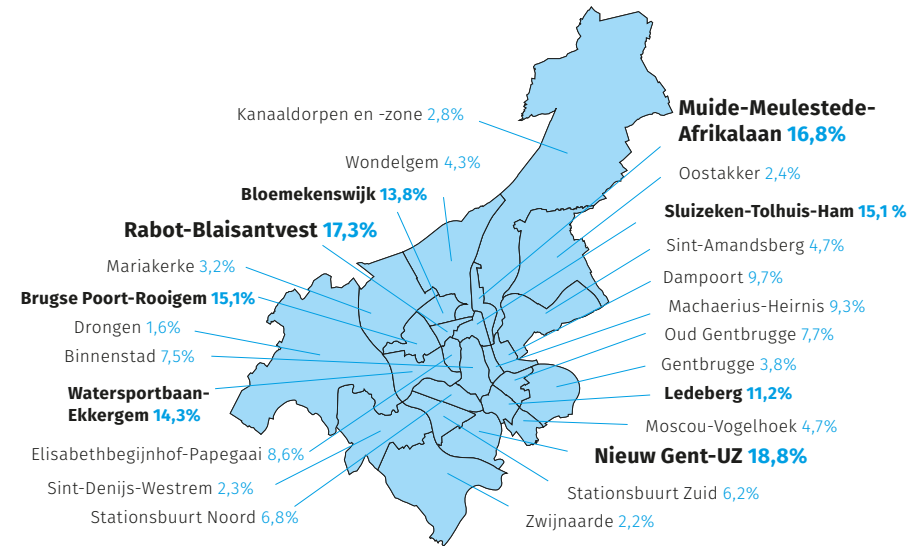 Kanaaldorpen en -zone 2,8%
Wondelgem 4,3%
Bloemekenswijk 13,8%
Rabot-Blaisantvest 17,3%
Mariakerke 3,2%
Brugse Poort-Rooigem 15,1%
Drongen 1,6%
Binnenstad 7,5%
Watersportbaan-
Ekkergem 14,3%
Elisabethbegijnhof-Papegaai 8,6%
Sint-Denijs-Westrem 2,3%
Stationsbuurt Noord 6,8%
Muide-Meulestede-
Afrikalaan 16,8%
Oostakker 2,4%
Sluizeken-Tolhuis-Ham 15,1 %
Sint-Amandsberg 4,7%
Dampoort 9,7%
Machaerius-Heirnis 9,3%
Oud Gentbrugge 7,7%
Gentbrugge 3,8%
Ledeberg 11,2%
Moscou-Vogelhoek 4,7%
Nieuw Gent-UZ 18,8%
Stationsbuurt Zuid 6,2%
Zwijnaarde 2,2%